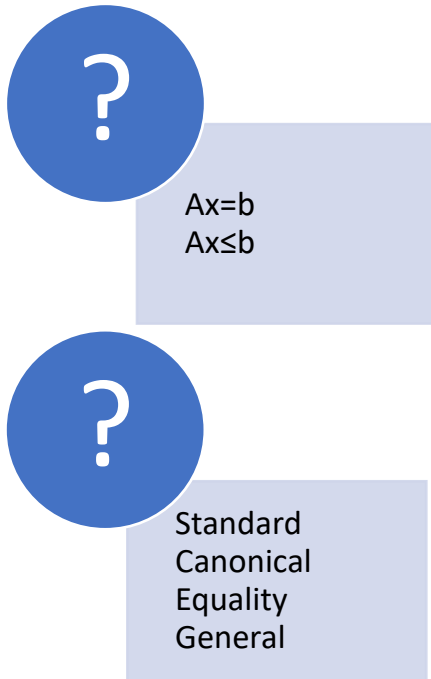 ?
Ax=b
Ax≤b
?
Standard
Canonical
Equality
General